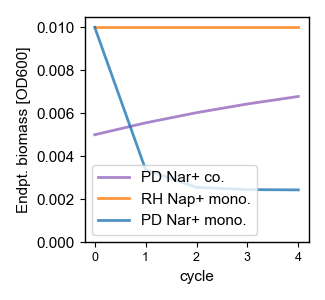 Endpt. biomass [OD600]
0.010
0.008
0.006
0.004
0.002
0.000
PD Nar+ co.
RH Nap+ mono.
PD Nar+ mono.
0 1 2 3 4
cycle